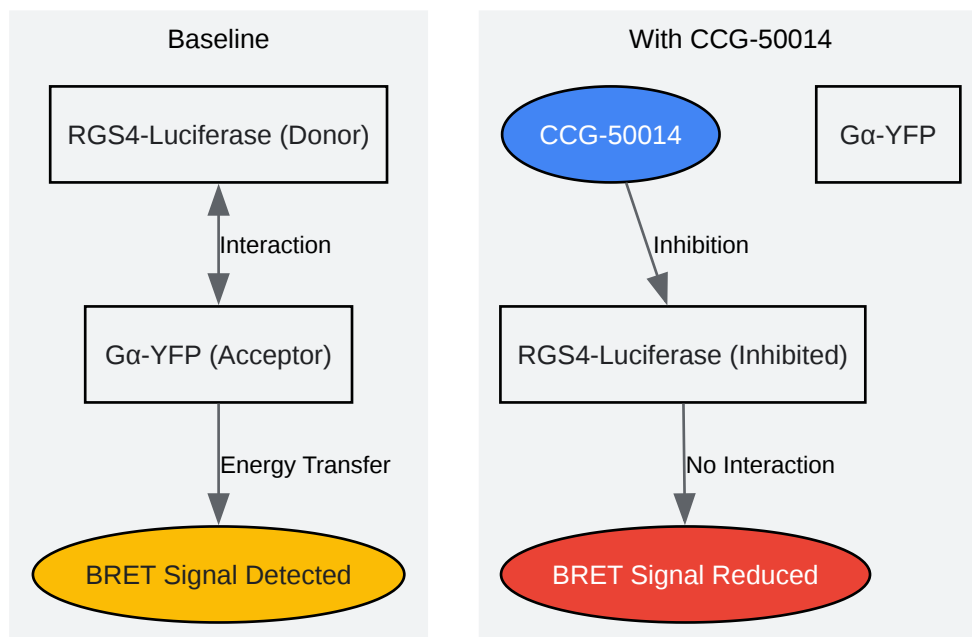 Baseline
RGS4-Luciferase (Donor)
Interaction
Gα-YFP (Acceptor)
Energy Transfer
BRET Signal Detected
With CCG-50014
CCG-50014
Gα-YFP
Inhibition
RGS4-Luciferase (Inhibited)
No Interaction
BRET Signal Reduced